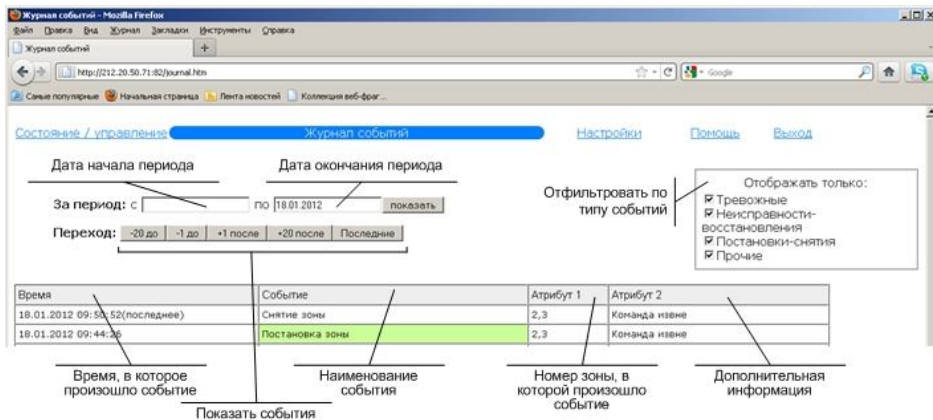 Журнал событий - Mozilla Firefox
Файл Правка Вид Журнал Закладки Инструменты Справка
Журнал событий +
http://212.20.50.71:82/journal.htm
Google
Самые популярные Начальная страница Лента новостей Коллекция веб-фраг...
Состояние / управление Журнал событий Настройки Помощь Выход
Дата начала периода Дата окончания периода
За период: с по 18.01.2012 показать
Переход: -20 до -1 до +1 после +20 после Последние
Отфильтровать по
типу событий
Отображать только:
Тревожные
Неисправности-
восстановления
Постановки-снятия
Прочие
Время Событие Атрибут 1 Атрибут 2
18.01.2012 09:50:52(последнее) Снятие зоны 2,3 Команда извне
18.01.2012 09:44:26 Постановка зоны 2,3 Команда извне
Время, в которое
произошло событие
Наименование
события
Номер зоны, в
которой произошло
событие
Дополнительная
информация
Показать события